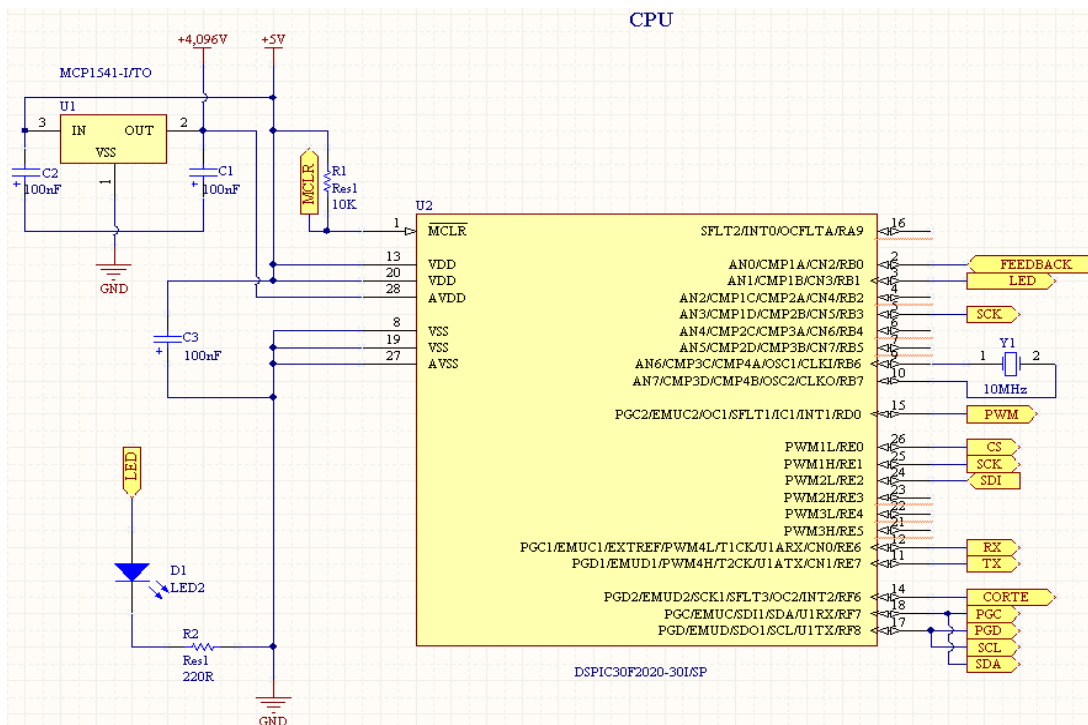 CPU
+4,096V
+5V
MCP1541-I/TO
U1
3
IN
OUT
2
VSS
1
C2
100nF
+
C1
100nF
+
GND
MCLR
R1
Res1
10K
C3
100nF
+
LED
D1
LED2
R2
Res1
220R
GND
U2
1
MCLR
13
VDD
20
VDD
28
AVDD
8
VSS
19
VSS
27
AVSS
SFLT2/INT0/OCFLTA/RA9
16
AN0/CMP1A/CN2/RB0
2
FEEDBACK
AN1/CMP1B/CN3/RB1
3
LED
AN2/CMP1C/CMP2A/CN4/RB2
4
AN3/CMP1D/CMP2B/CN5/RB3
5
SCK
AN4/CMP2C/CMP3A/CN6/RB4
6
AN5/CMP2D/CMP3B/CN7/RB5
7
AN6/CMP3C/CMP4A/OSC1/CLKI/RB6
9
AN7/CMP3D/CMP4B/OSC2/CLKO/RB7
10
Y1
1
2
10MHz
PGC2/EMUC2/OC1/SFLT1/IC1/INT1/RD0
15
PWM
PWM1L/RE0
26
CS
PWM1H/RE1
25
SCK
PWM2L/RE2
24
SDI
PWM2H/RE3
23
PWM3L/RE4
22
PWM3H/RE5
21
PGC1/EMUC1/EXTREF/PWM4L/T1CK/U1ARX/CN0/RE6
12
RX
PGD1/EMUD1/PWM4H/T2CK/U1ATX/CN1/RE7
11
TX
PGD2/EMUD2/SCK1/SFLT3/OC2/INT2/RF6
14
CORTE
PGC/EMUC/SDI1/SDA/U1RX/RF7
18
PGC
PGD/EMUD/SDO1/SCL/U1TX/RF8
17
PGD
SCL
SDA
DSPIC30F2020-30I/SP